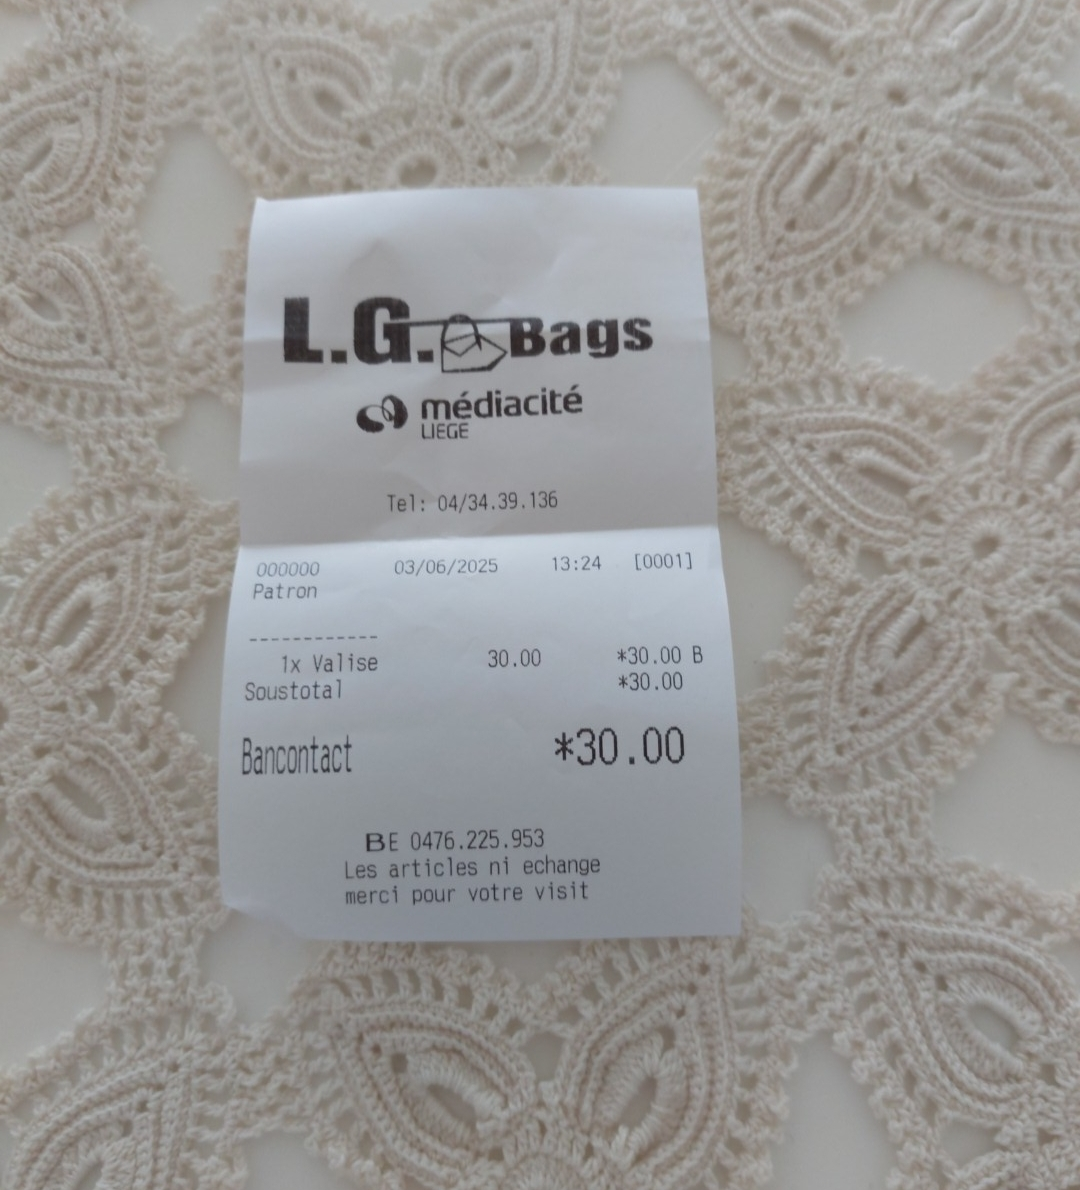 L.G. Bags
médiacité
LIEGE
Tel: 04/34.39.136
000000 03/06/2025 13:24 [0001]
Patron
------------
1x Valise 30.00 *30.00 B
Soustotal *30.00
Bancontact *30.00
BE 0476.225.953
Les articles ni echange
merci pour votre visit